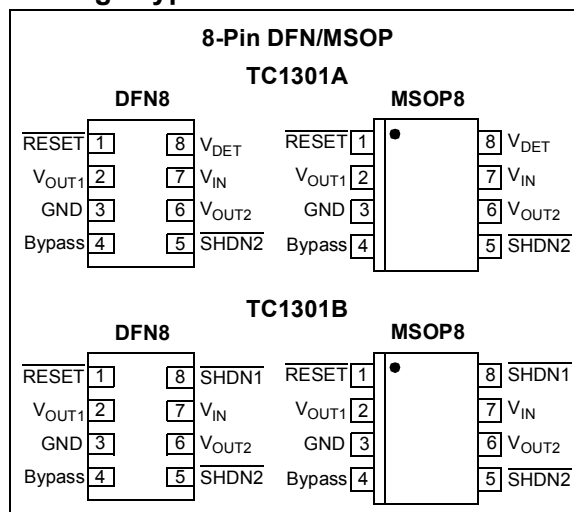 8-Pin DFN/MSOP
TC1301A
DFN8 MSOP8
RESET 1 8 VDET RESET 1 8 VDET
VOUT1 2 7 VIN VOUT1 2 7 VIN
GND 3 6 VOUT2 GND 3 6 VOUT2
Bypass 4 5 SHDN2 Bypass 4 5 SHDN2
TC1301B
DFN8 MSOP8
RESET 1 8 SHDN1 RESET 1 8 SHDN1
VOUT1 2 7 VIN VOUT1 2 7 VIN
GND 3 6 VOUT2 GND 3 6 VOUT2
Bypass 4 5 SHDN2 Bypass 4 5 SHDN2